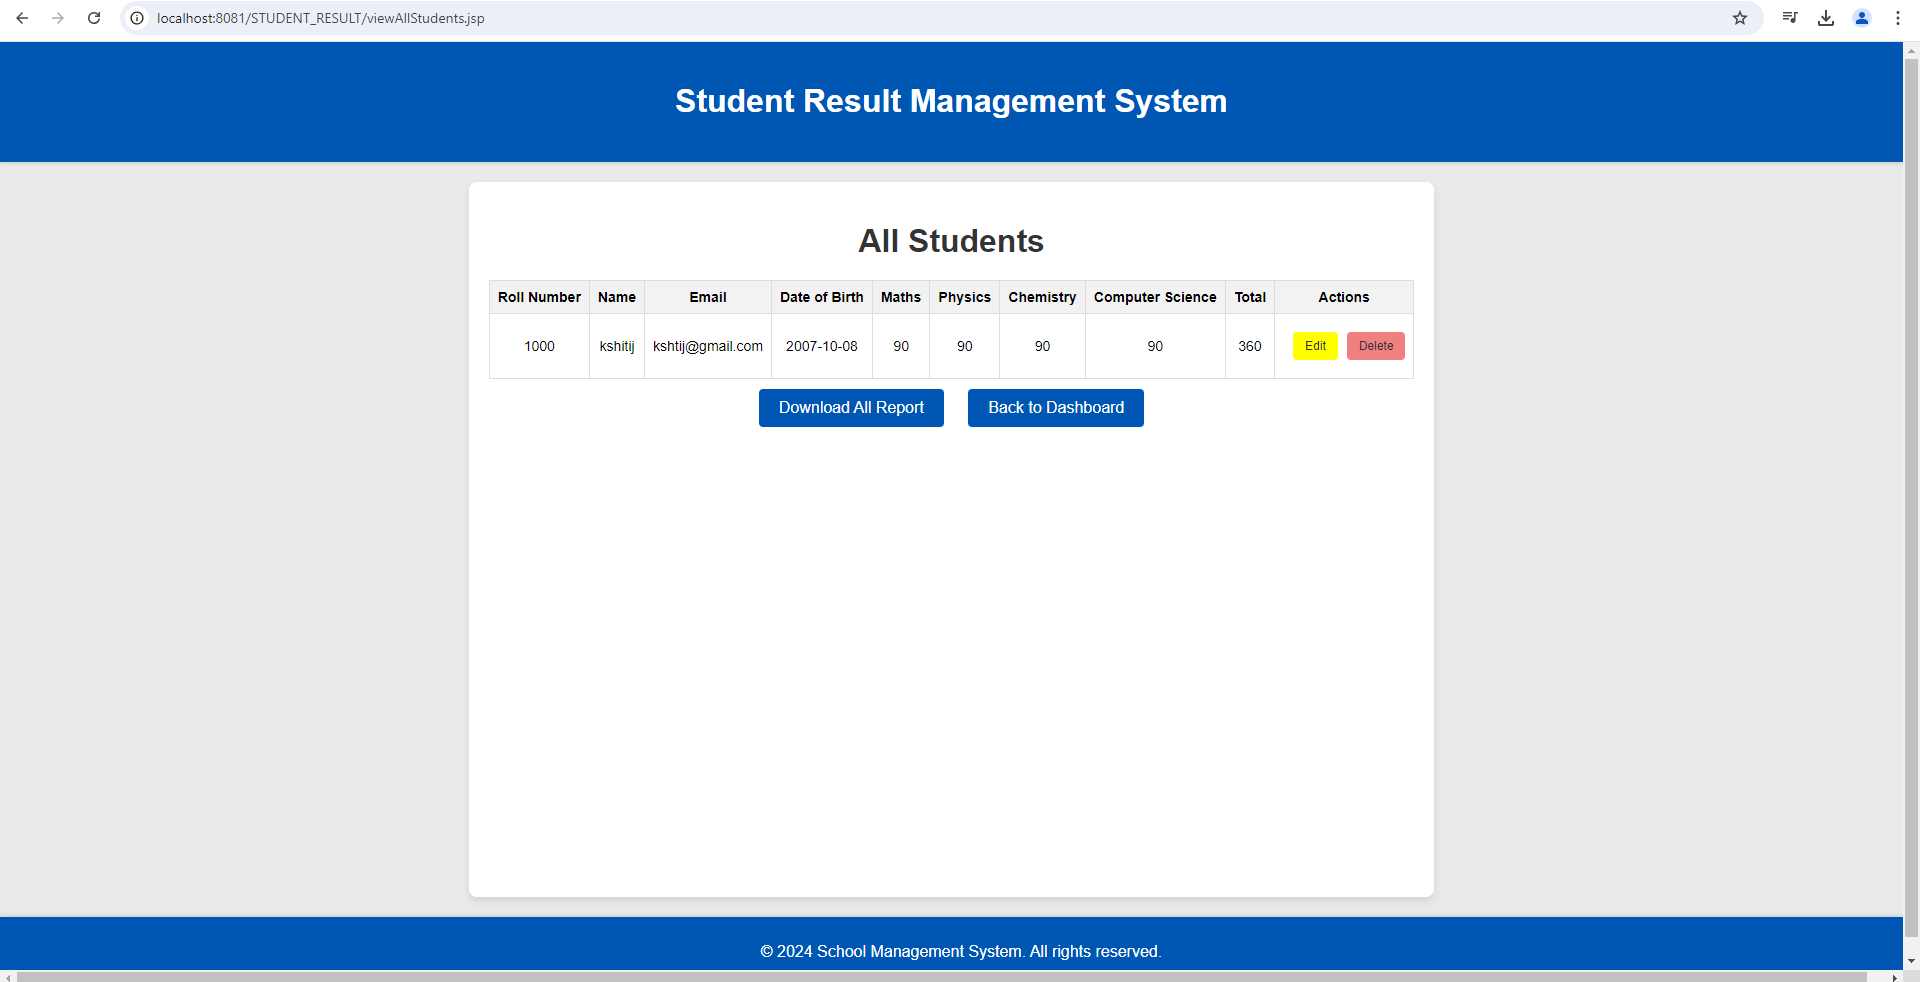 localhost:8081/STUDENT_RESULT/viewAllStudents.jsp
Student Result Management System
All Students
Roll Number Name Email Date of Birth Maths Physics Chemistry Computer Science Total Actions
1000 kshitij kshtij@gmail.com 2007-10-08 90 90 90 90 360 Edit Delete
Download All Report Back to Dashboard
© 2024 School Management System. All rights reserved.